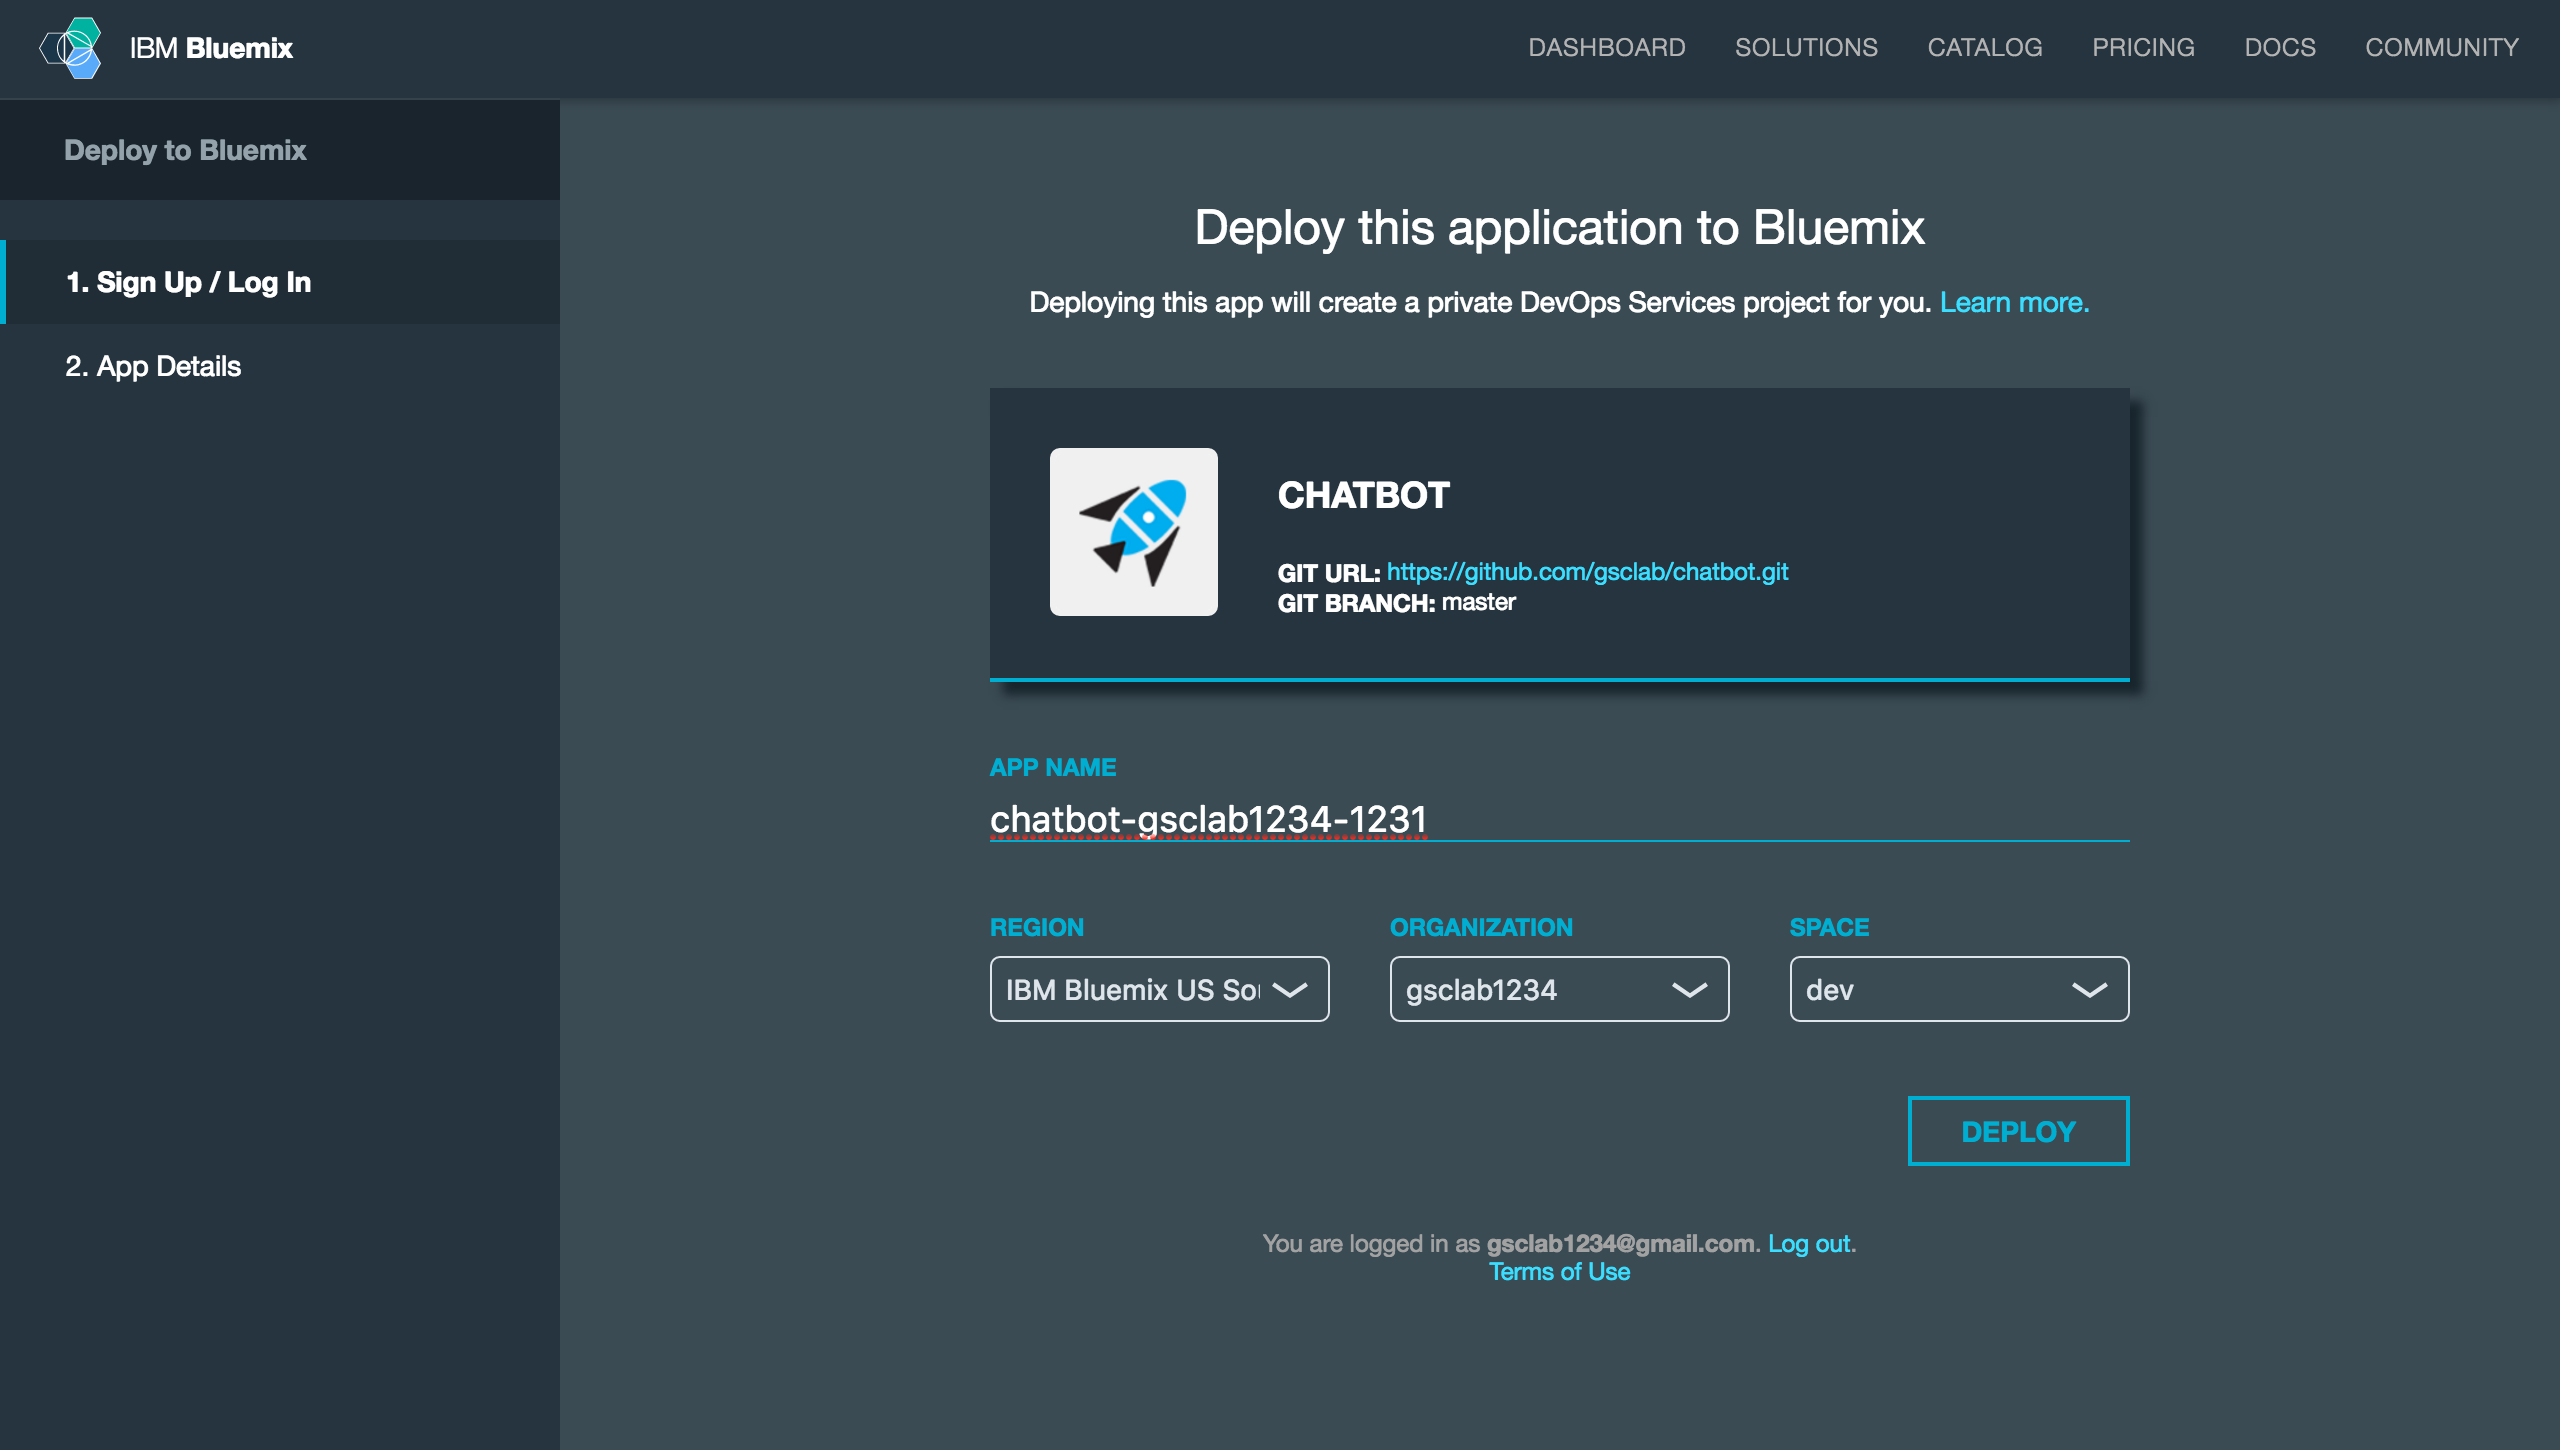 IBM Bluemix
DASHBOARD SOLUTIONS CATALOG PRICING DOCS COMMUNITY
Deploy to Bluemix
1. Sign Up / Log In
2. App Details
Deploy this application to Bluemix
Deploying this app will create a private DevOps Services project for you. Learn more.
CHATBOT
GIT URL: https://github.com/gsclab/chatbot.git
GIT BRANCH: master
APP NAME
chatbot-gsclab1234-1231
REGION ORGANIZATION SPACE
IBM Bluemix US Sou gsclab1234 dev
DEPLOY
You are logged in as gsclab1234@gmail.com. Log out.
Terms of Use